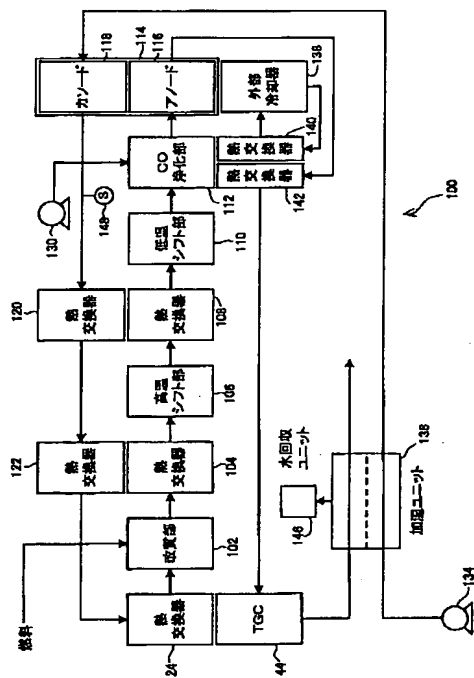 燃料
122
120
130
118
熱
交換器
熱
交換器
S
148
カソード
114
116
熱
交換器
改質部
熱
交換器
高温
シフト部
熱
交換器
低温
シフト部
CO
浄化部
アノード
24
102
104
106
108
110
112
TGC
44
熱交換器
142
熱交換器
140
外部
冷却器
138
水回収
ユニット
146
138
加湿ユニット
134
100